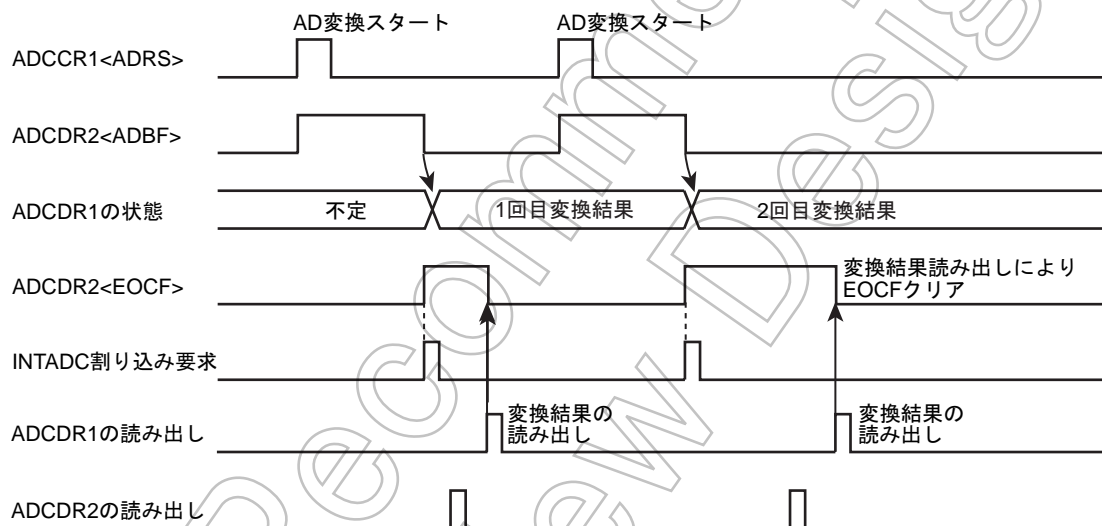 AD変換スタート
AD変換スタート
ADCCR1<ADRS>
ADCDR2<ADBF>
ADCDR1の状態
不定
1回目変換結果
2回目変換結果
ADCDR2<EOCF>
変換結果読み出しにより
EOCFクリア
INTADC割り込み要求
ADCDR1の読み出し
変換結果の
読み出し
変換結果の
読み出し
ADCDR2の読み出し